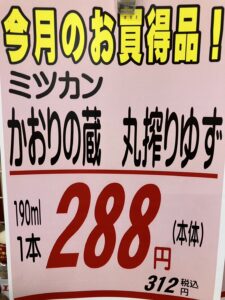 今月のお買得品！
ミツカン
かおりの蔵　丸搾りゆず
190ml
1本
288円
(本体)
312税込円